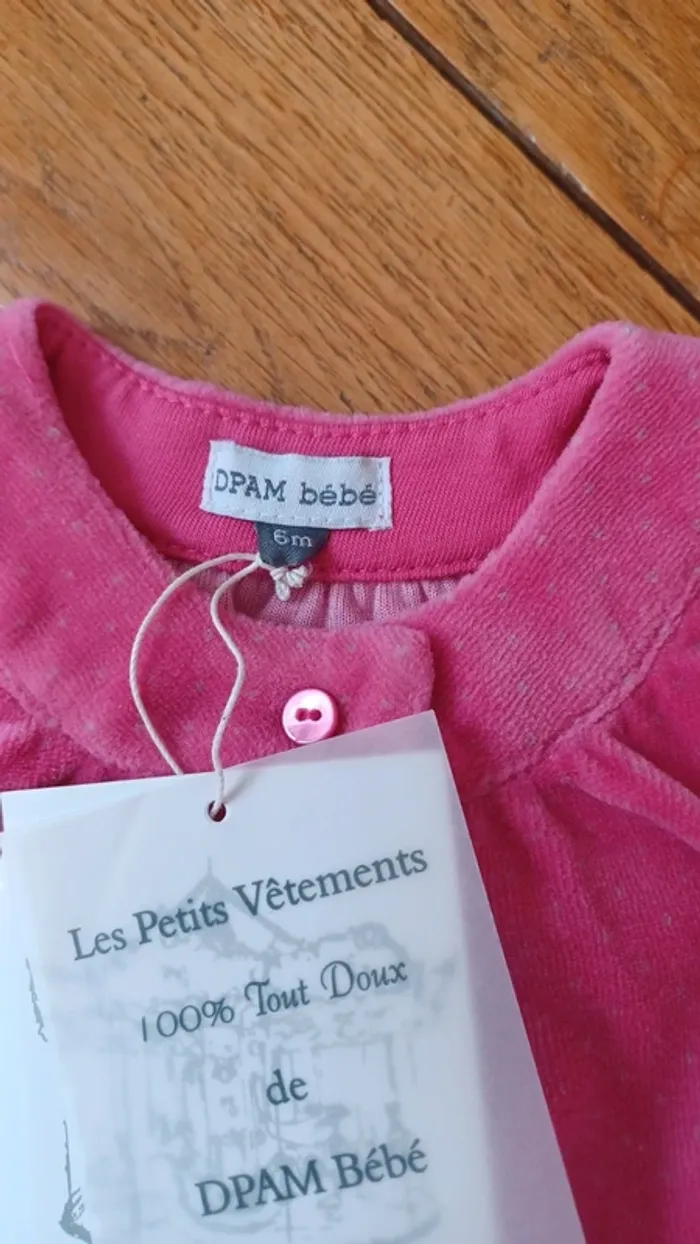 DPAM bébé
6m
Les Petits Vêtements
100% Tout Doux
de
DPAM Bébé